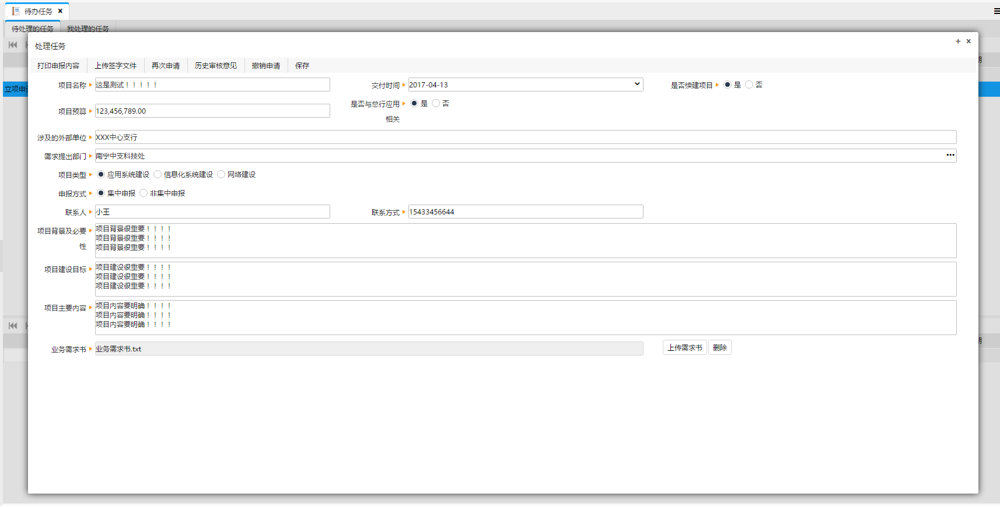 待办任务
待处理的任务 我处理的任务
处理任务
打印申报内容 上传签字文件 再次申请 历史审核意见 撤销申请 保存
项目名称 这是测试！！！！！ 交付时间 2017-04-13 是否续建项目 是 否
立项申
项目预算 123,456,789.00 是否与总行应用相关 是 否
涉及的外部单位 XXX中心支行
需求提出部门 南宁中支科技处
项目类型 应用系统建设 信息化系统建设 网络建设
申报方式 集中申报 非集中申报
联系人 小王 联系方式 15433456644
项目背景及必要性 项目背景很重要！！！！
项目背景很重要！！！！
项目背景很重要！！！！
项目建设目标 项目建设很重要！！！！
项目建设很重要！！！！
项目建设很重要！！！！
项目主要内容 项目内容要明确！！！！
项目内容要明确！！！！
项目内容要明确！！！！
业务需求书 业务需求书.txt 上传需求书 删除